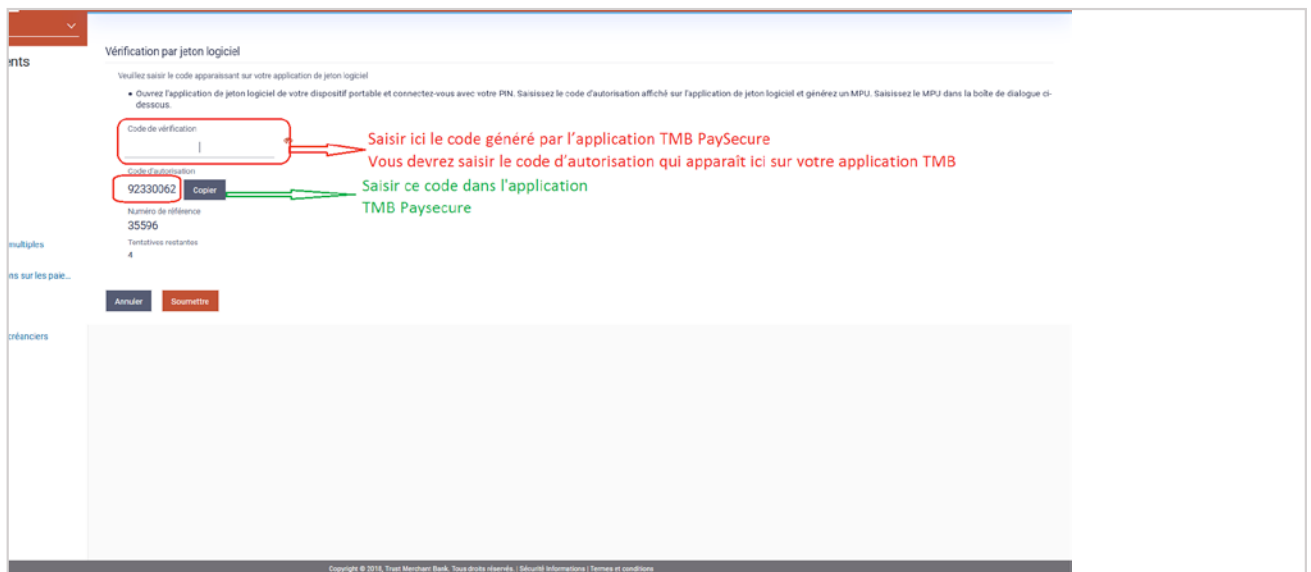 Vérification par jeton logiciel
ents
Veuillez saisir le code apparaissant sur votre application de jeton logiciel
• Ouvrez l'application de jeton logiciel de votre dispositif portable et connectez-vous avec votre PIN. Saisissez le code d'autorisation affiché sur l'application de jeton logiciel et générez un MPU. Saisissez le MPU dans la boîte de dialogue ci-
dessous.
Code de vérification
Saisir ici le code généré par l'application TMB PaySecure
Vous devrez saisir le code d'autorisation qui apparaît ici sur votre application TMB
Code d'autorisation
92330062 Copier
Saisir ce code dans l'application
TMB Paysecure
Numéro de référence
35596
Tentatives restantes
4
multiples
ns sur les paie...
Annuler Soumettre
créanciers
Copyright © 2018, Trust Merchant Bank. Tous droits réservés. | Sécurité Informations | Termes et conditions